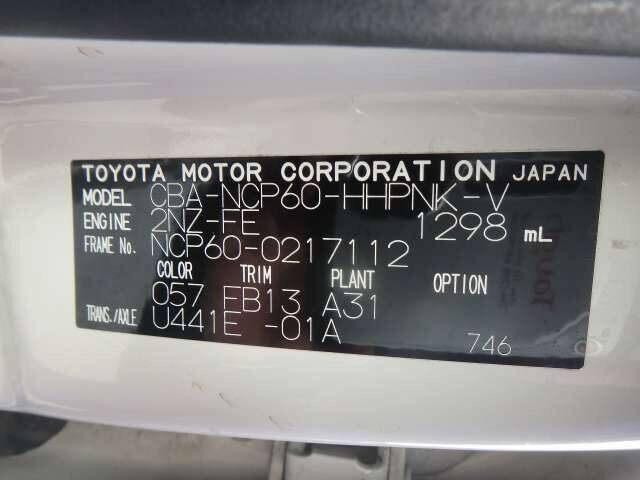 TOYOTA MOTOR CORPORATION JAPAN
MODEL CBA-NCP60-HHPNK-V
ENGINE 2NZ-FE 1298 mL
FRAME No. NCP60-0217112
COLOR TRIM PLANT OPTION
057 FB13 A31
TRANS./AXLE U441E -01A
746